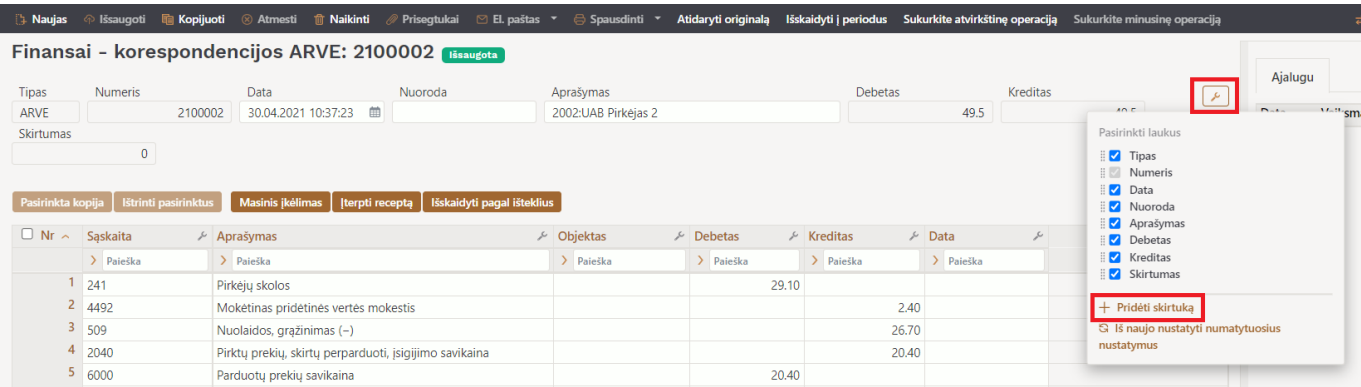 Naujas Išsaugoti Kopijuoti Atmesti Naikinti Prisegtukai El. paštas Spausdinti Atidaryti originalą Išskaidyti į periodus Sukurkite atvirkštinę operaciją Sukurkite minusinę operaciją
Finansai - korespondencijos ARVE: 2100002 Išsaugota
Ajalugu
Tipas Numeris Data Nuoroda Aprašymas Debetas Kreditas
ARVE 2100002 30.04.2021 10:37:23 2002:UAB Pirkėjas 2 49.5
Skirtumas
0
Pasirinkti laukus
Tipas
Numeris
Data
Nuoroda
Aprašymas
Debetas
Kreditas
Skirtumas
+ Pridėti skirtuką
Iš naujo nustatyti numatytuosius
nustatymus
Pasirinkta kopija Ištrinti pasirinktus Masinis įkėlimas Įterpti receptą Išskaidyti pagal išteklius
Nr Sąskaita Aprašymas Objektas Debetas Kreditas Data
> Paieška > Paieška > Paieška > Paieška > Paieška > Paieška
1 241 Pirkėjų skolos 29.10
2 4492 Mokėtinas pridėtinės vertės mokestis 2.40
3 509 Nuolaidos, grąžinimas (–) 26.70
4 2040 Pirktų prekių, skirtų perparduoti, įsigijimo savikaina 20.40
5 6000 Parduotų prekių savikaina 20.40